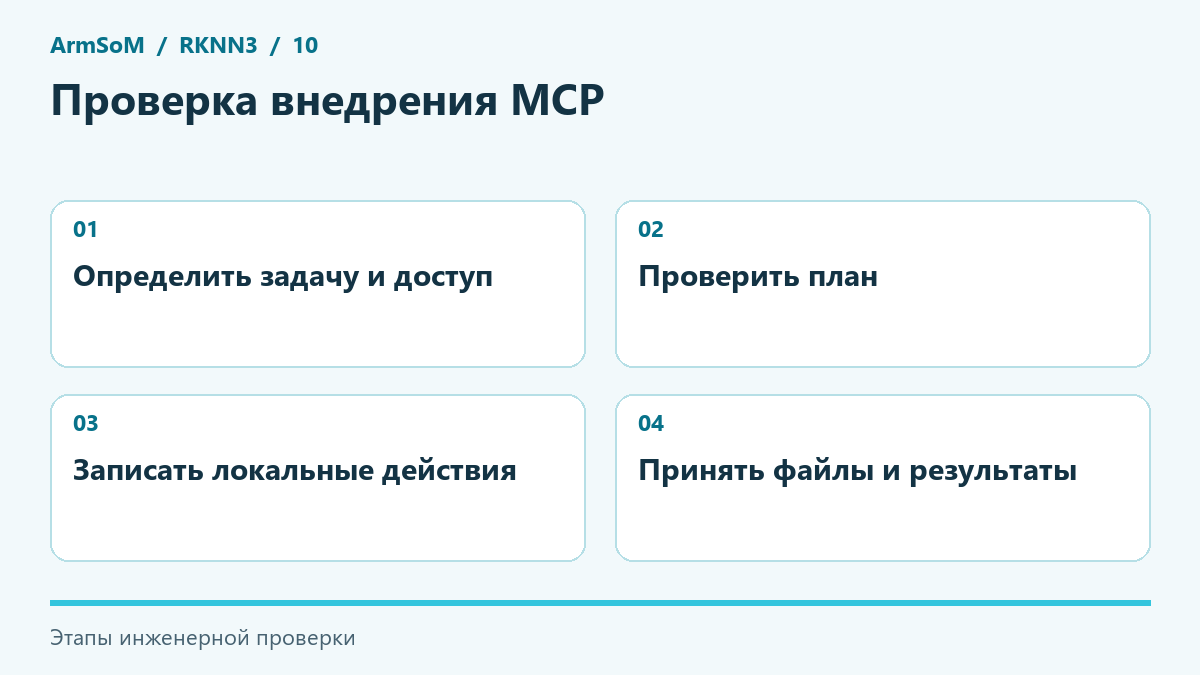 ArmSoM / RKNN3 / 10
Проверка внедрения MCP
01
Определить задачу и доступ
02
Проверить план
03
Записать локальные действия
04
Принять файлы и результаты
Этапы инженерной проверки